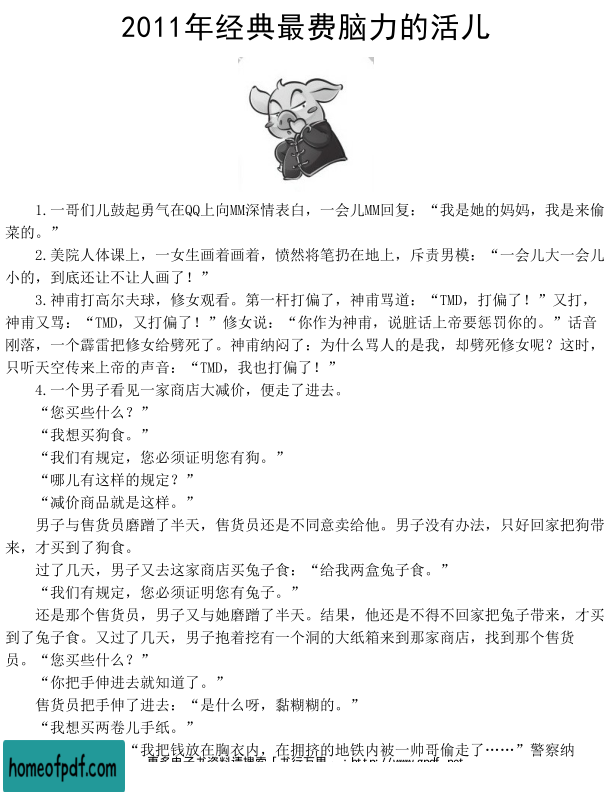 2011年经典最费脑力的活儿
1.一哥们儿鼓起勇气在QQ上向MM深情表白，一会儿MM回复：“我是她的妈妈，我是来偷
菜的。”
2.美院人体课上，一女生画着画着，愤然将笔扔在地上，斥责男模：“一会儿大一会儿
小的，到底还让不让人画了！”
3.神甫打高尔夫球，修女观看。第一杆打偏了，神甫骂道：“TMD，打偏了！”又打，
神甫又骂：“TMD，又打偏了！”修女说：“你作为神甫，说脏话上帝要惩罚你的。”话音
刚落，一个霹雳把修女给劈死了。神甫纳闷了：为什么骂人的是我，却劈死修女呢？这时，
只听天空传来上帝的声音：“TMD，我也打偏了！”
4.一个男子看见一家商店大减价，便走了进去。
“您买些什么？”
“我想买狗食。”
“我们有规定，您必须证明您有狗。”
“哪儿有这样的规定？”
“减价商品就是这样。”
男子与售货员磨蹭了半天，售货员还是不同意卖给他。男子没有办法，只好回家把狗带
来，才买到了狗食。
过了几天，男子又去这家商店买兔子食：“给我两盒兔子食。”
“我们有规定，您必须证明您有兔子。”
还是那个售货员，男子又与她磨蹭了半天。结果，他还是不得不回家把兔子带来，才买
到了兔子食。又过了几天，男子抱着挖有一个洞的大纸箱来到那家商店，找到那个售货
员。“您买些什么？”
“你把手伸进去就知道了。”
售货员把手伸了进去：“是什么呀，黏糊糊的。”
“我想买两卷儿手纸。”
“我把钱放在胸衣内，在拥挤的地铁内被一帅哥偷走了……”警察纳
homeofpdf.com